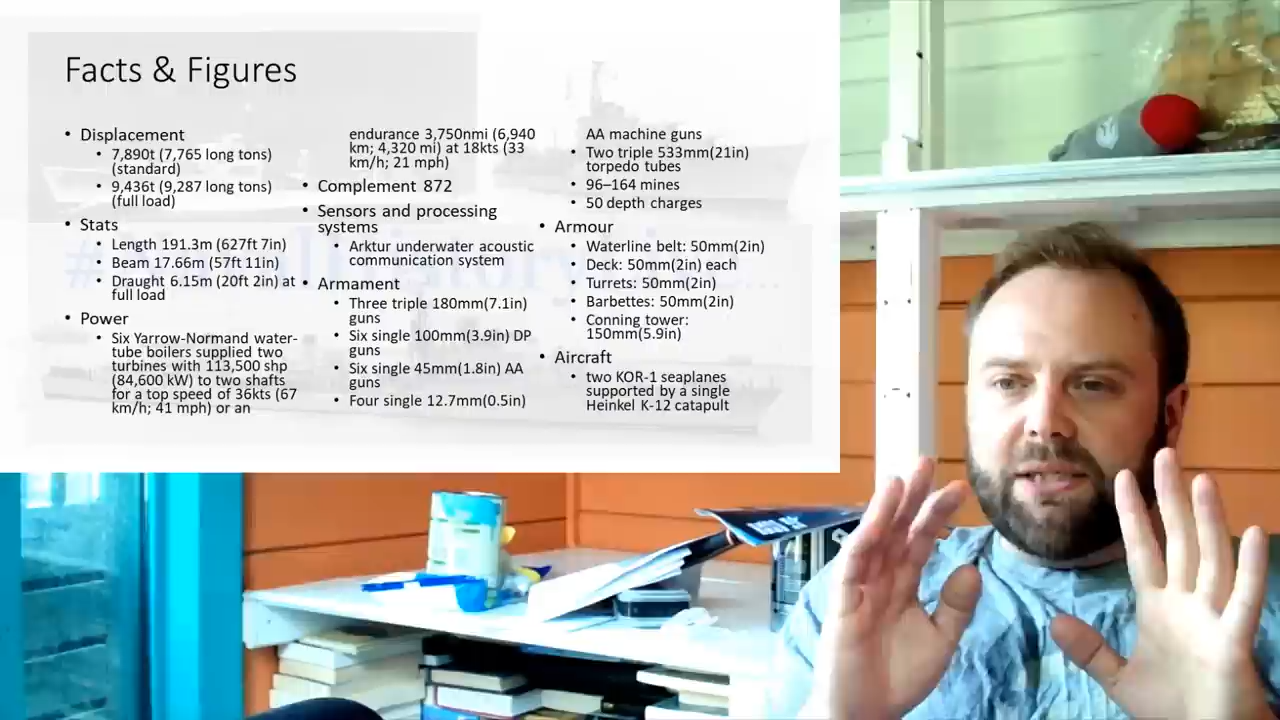 Facts & Figures
• Displacement
• 7,890t (7,765 long tons)
(standard)
• 9,436t (9,287 long tons)
(full load)
• Stats
• Length 191.3m (627ft 7in)
• Beam 17.66m (57ft 11in)
• Draught 6.15m (20ft 2in) at
full load
• Power
• Six Yarrow-Normand water-
tube boilers supplied two
turbines with 113,500 shp
(84,600 kW) to two shafts
for a top speed of 36kts (67
km/h; 41 mph) or an
endurance 3,750nmi (6,940
km; 4,320 mi) at 18kts (33
km/h; 21 mph)
• Complement 872
• Sensors and processing
systems
• Arktur underwater acoustic
communication system
• Armament
• Three triple 180mm(7.1in)
guns
• Six single 100mm(3.9in) DP
guns
• Six single 45mm(1.8in) AA
guns
• Four single 12.7mm(0.5in)
AA machine guns
• Two triple 533mm(21in)
torpedo tubes
• 96–164 mines
• 50 depth charges
• Armour
• Waterline belt: 50mm(2in)
• Deck: 50mm(2in) each
• Turrets: 50mm(2in)
• Barbettes: 50mm(2in)
• Conning tower:
150mm(5.9in)
• Aircraft
• two KOR-1 seaplanes
supported by a single
Heinkel K-12 catapult